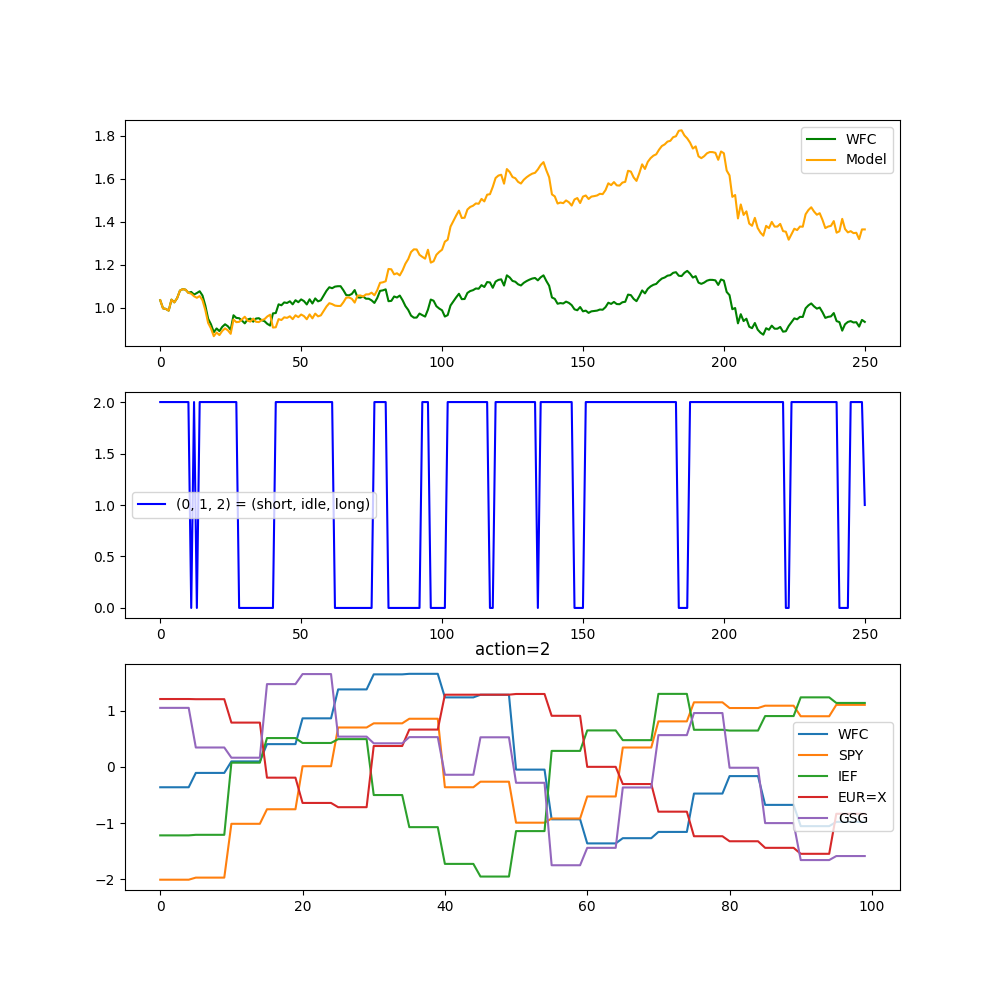 1.8
1.6
1.4
1.2
1.0
WFC
Model
0 50 100 150 200 250
2.0
1.5
1.0
0.5
0.0
(0, 1, 2) = (short, idle, long)
0 50 100 150 200 250
action=2
1
0
−1
−2
WFC
SPY
IEF
EUR=X
GSG
0 20 40 60 80 100